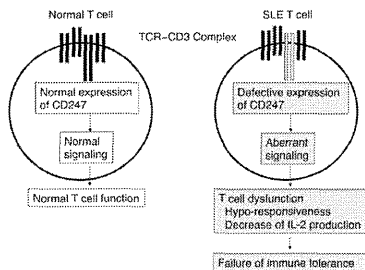 Normal T cell
SLE T cell
TCR-CD3 Complex
Normal expression
of CD247
Normal
signaling
Normal T cell function
Defective expression
of CD247
Aberrant
signaling
T cell dysfunction
Hypo-responsiveness
Decrease of IL-2 production
Failure of immune tolerance